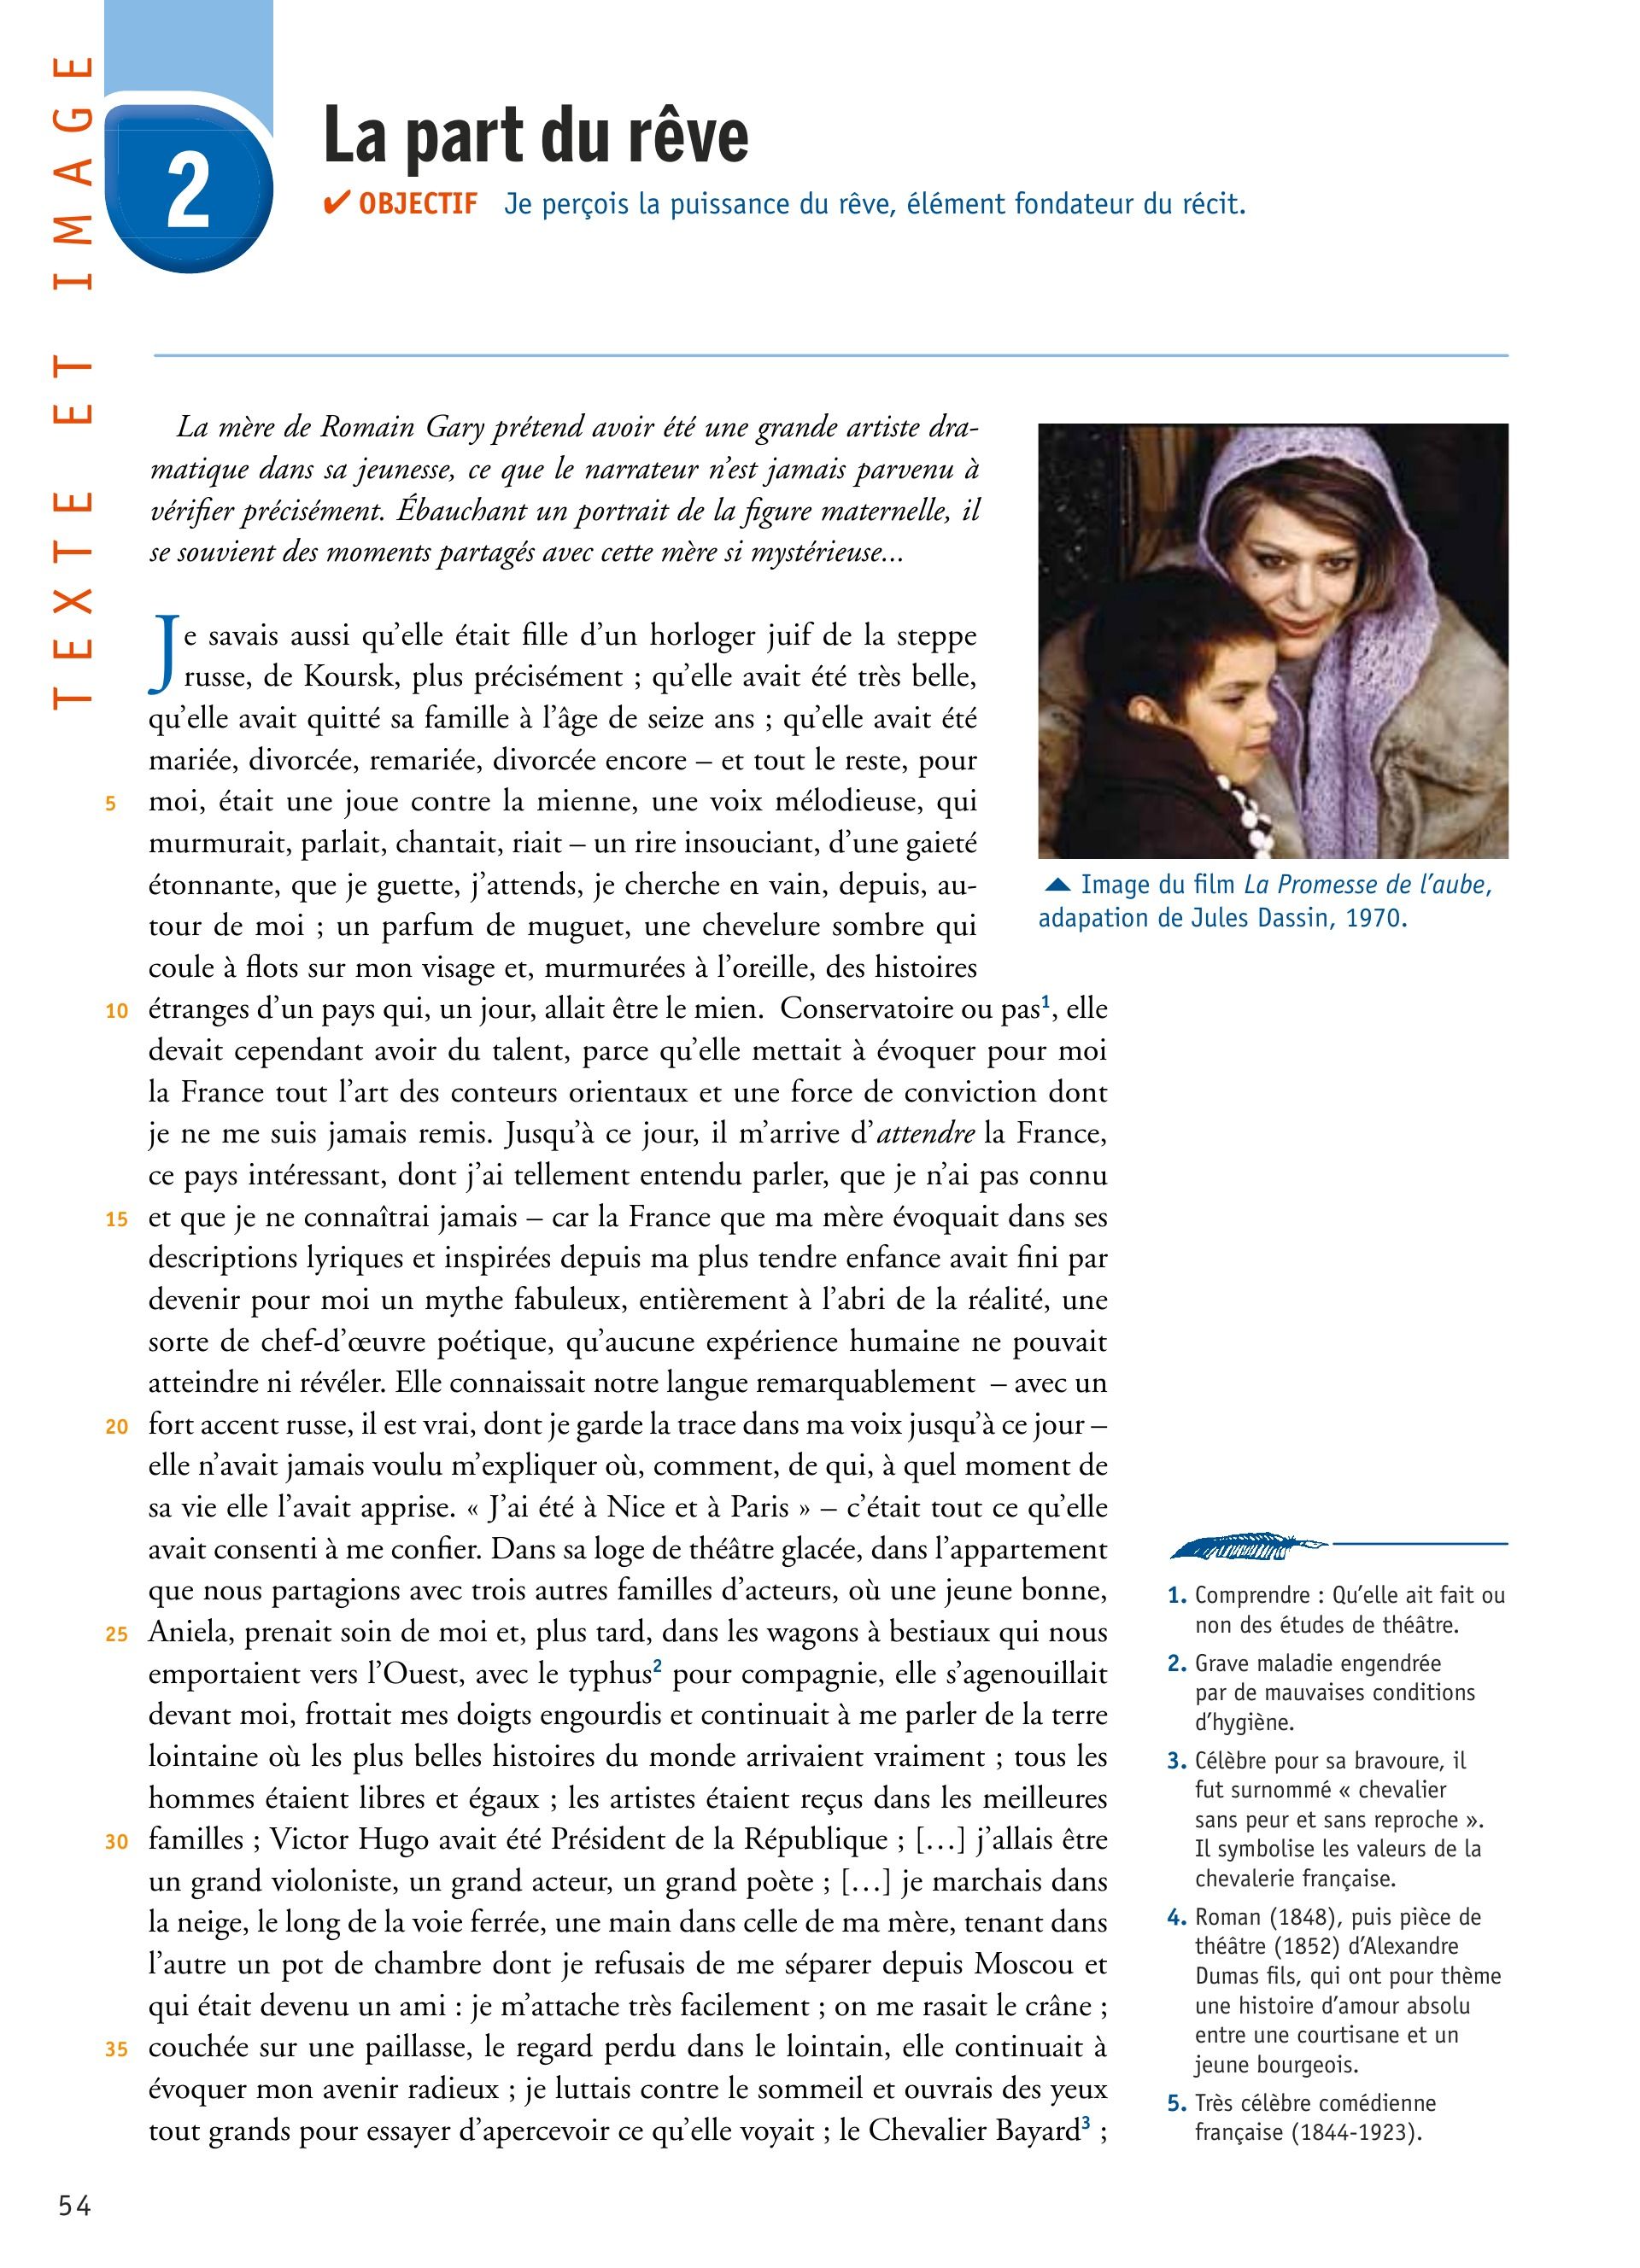 TEXTE ET IMAGE
2
La part du rêve
✔ OBJECTIF Je perçois la puissance du rêve, élément fondateur du récit.
La mère de Romain Gary prétend avoir été une grande artiste dra-
matique dans sa jeunesse, ce que le narrateur n'est jamais parvenu à
vérifier précisément. Ébauchant un portrait de la figure maternelle, il
se souvient des moments partagés avec cette mère si mystérieuse...
Je savais aussi qu'elle était fille d'un horloger juif de la steppe
russe, de Koursk, plus précisément ; qu'elle avait été très belle,
qu'elle avait quitté sa famille à l'âge de seize ans ; qu'elle avait été
mariée, divorcée, remariée, divorcée encore – et tout le reste, pour
5 moi, était une joue contre la mienne, une voix mélodieuse, qui
murmurait, parlait, chantait, riait – un rire insouciant, d'une gaieté
étonnante, que je guette, j'attends, je cherche en vain, depuis, au-
tour de moi ; un parfum de muguet, une chevelure sombre qui
coule à flots sur mon visage et, murmurées à l'oreille, des histoires
10 étranges d'un pays qui, un jour, allait être le mien. Conservatoire ou pas1, elle
devait cependant avoir du talent, parce qu'elle mettait à évoquer pour moi
la France tout l'art des conteurs orientaux et une force de conviction dont
je ne me suis jamais remis. Jusqu'à ce jour, il m'arrive d'attendre la France,
ce pays intéressant, dont j'ai tellement entendu parler, que je n'ai pas connu
15 et que je ne connaîtrai jamais – car la France que ma mère évoquait dans ses
descriptions lyriques et inspirées depuis ma plus tendre enfance avait fini par
devenir pour moi un mythe fabuleux, entièrement à l'abri de la réalité, une
sorte de chef-d'œuvre poétique, qu'aucune expérience humaine ne pouvait
atteindre ni révéler. Elle connaissait notre langue remarquablement – avec un
20 fort accent russe, il est vrai, dont je garde la trace dans ma voix jusqu'à ce jour –
elle n'avait jamais voulu m'expliquer où, comment, de qui, à quel moment de
sa vie elle l'avait apprise. « J'ai été à Nice et à Paris » – c'était tout ce qu'elle
avait consenti à me confier. Dans sa loge de théâtre glacée, dans l'appartement
que nous partagions avec trois autres familles d'acteurs, où une jeune bonne,
25 Aniela, prenait soin de moi et, plus tard, dans les wagons à bestiaux qui nous
emportaient vers l'Ouest, avec le typhus2 pour compagnie, elle s'agenouillait
devant moi, frottait mes doigts engourdis et continuait à me parler de la terre
lointaine où les plus belles histoires du monde arrivaient vraiment ; tous les
hommes étaient libres et égaux ; les artistes étaient reçus dans les meilleures
30 familles ; Victor Hugo avait été Président de la République ; […] j'allais être
un grand violoniste, un grand acteur, un grand poète ; […] je marchais dans
la neige, le long de la voie ferrée, une main dans celle de ma mère, tenant dans
l'autre un pot de chambre dont je refusais de me séparer depuis Moscou et
qui était devenu un ami : je m'attache très facilement ; on me rasait le crâne ;
35 couchée sur une paillasse, le regard perdu dans le lointain, elle continuait à
évoquer mon avenir radieux ; je luttais contre le sommeil et ouvrais des yeux
tout grands pour essayer d'apercevoir ce qu'elle voyait ; le Chevalier Bayard3 ;
▲ Image du film La Promesse de l'aube,
adapation de Jules Dassin, 1970.
1. Comprendre : Qu'elle ait fait ou
non des études de théâtre.
2. Grave maladie engendrée
par de mauvaises conditions
d'hygiène.
3. Célèbre pour sa bravoure, il
fut surnommé « chevalier
sans peur et sans reproche ».
Il symbolise les valeurs de la
chevalerie française.
4. Roman (1848), puis pièce de
théâtre (1852) d'Alexandre
Dumas fils, qui ont pour thème
une histoire d'amour absolu
entre une courtisane et un
jeune bourgeois.
5. Très célèbre comédienne
française (1844-1923).
54